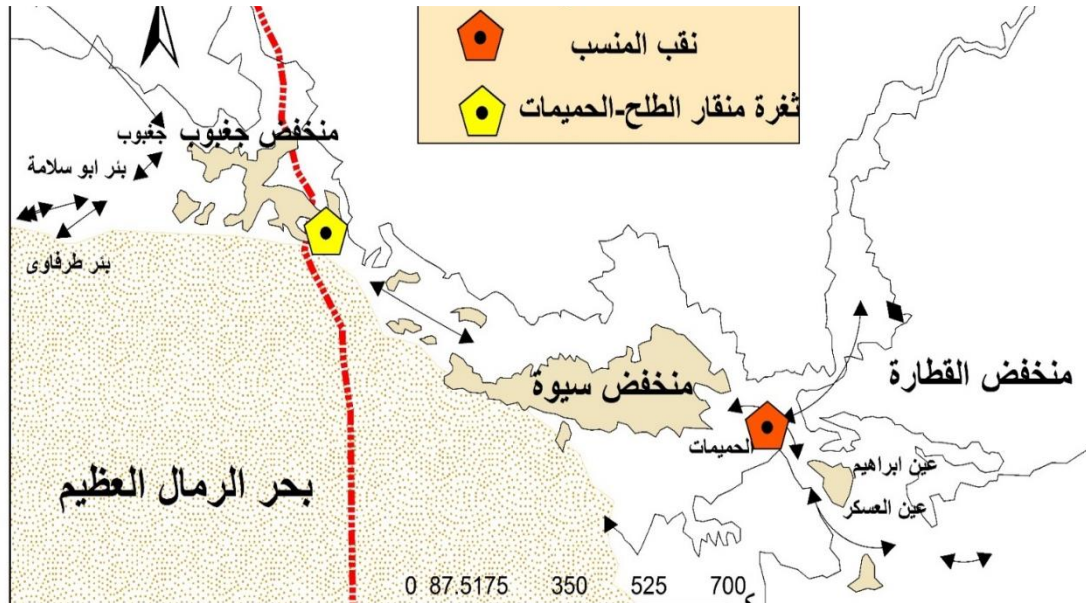 نقب المنسب
ثغرة منقار الطلح-الحميمات
منخفض جغبوب
جغبوب
بئر ابو سلامة
بئر طرفاوى
منخفض القطارة
منخفض سيوة
الحميمات
عين ابراهيم
عين العسكر
بحر الرمال العظيم
0 87.5175 350 525 700